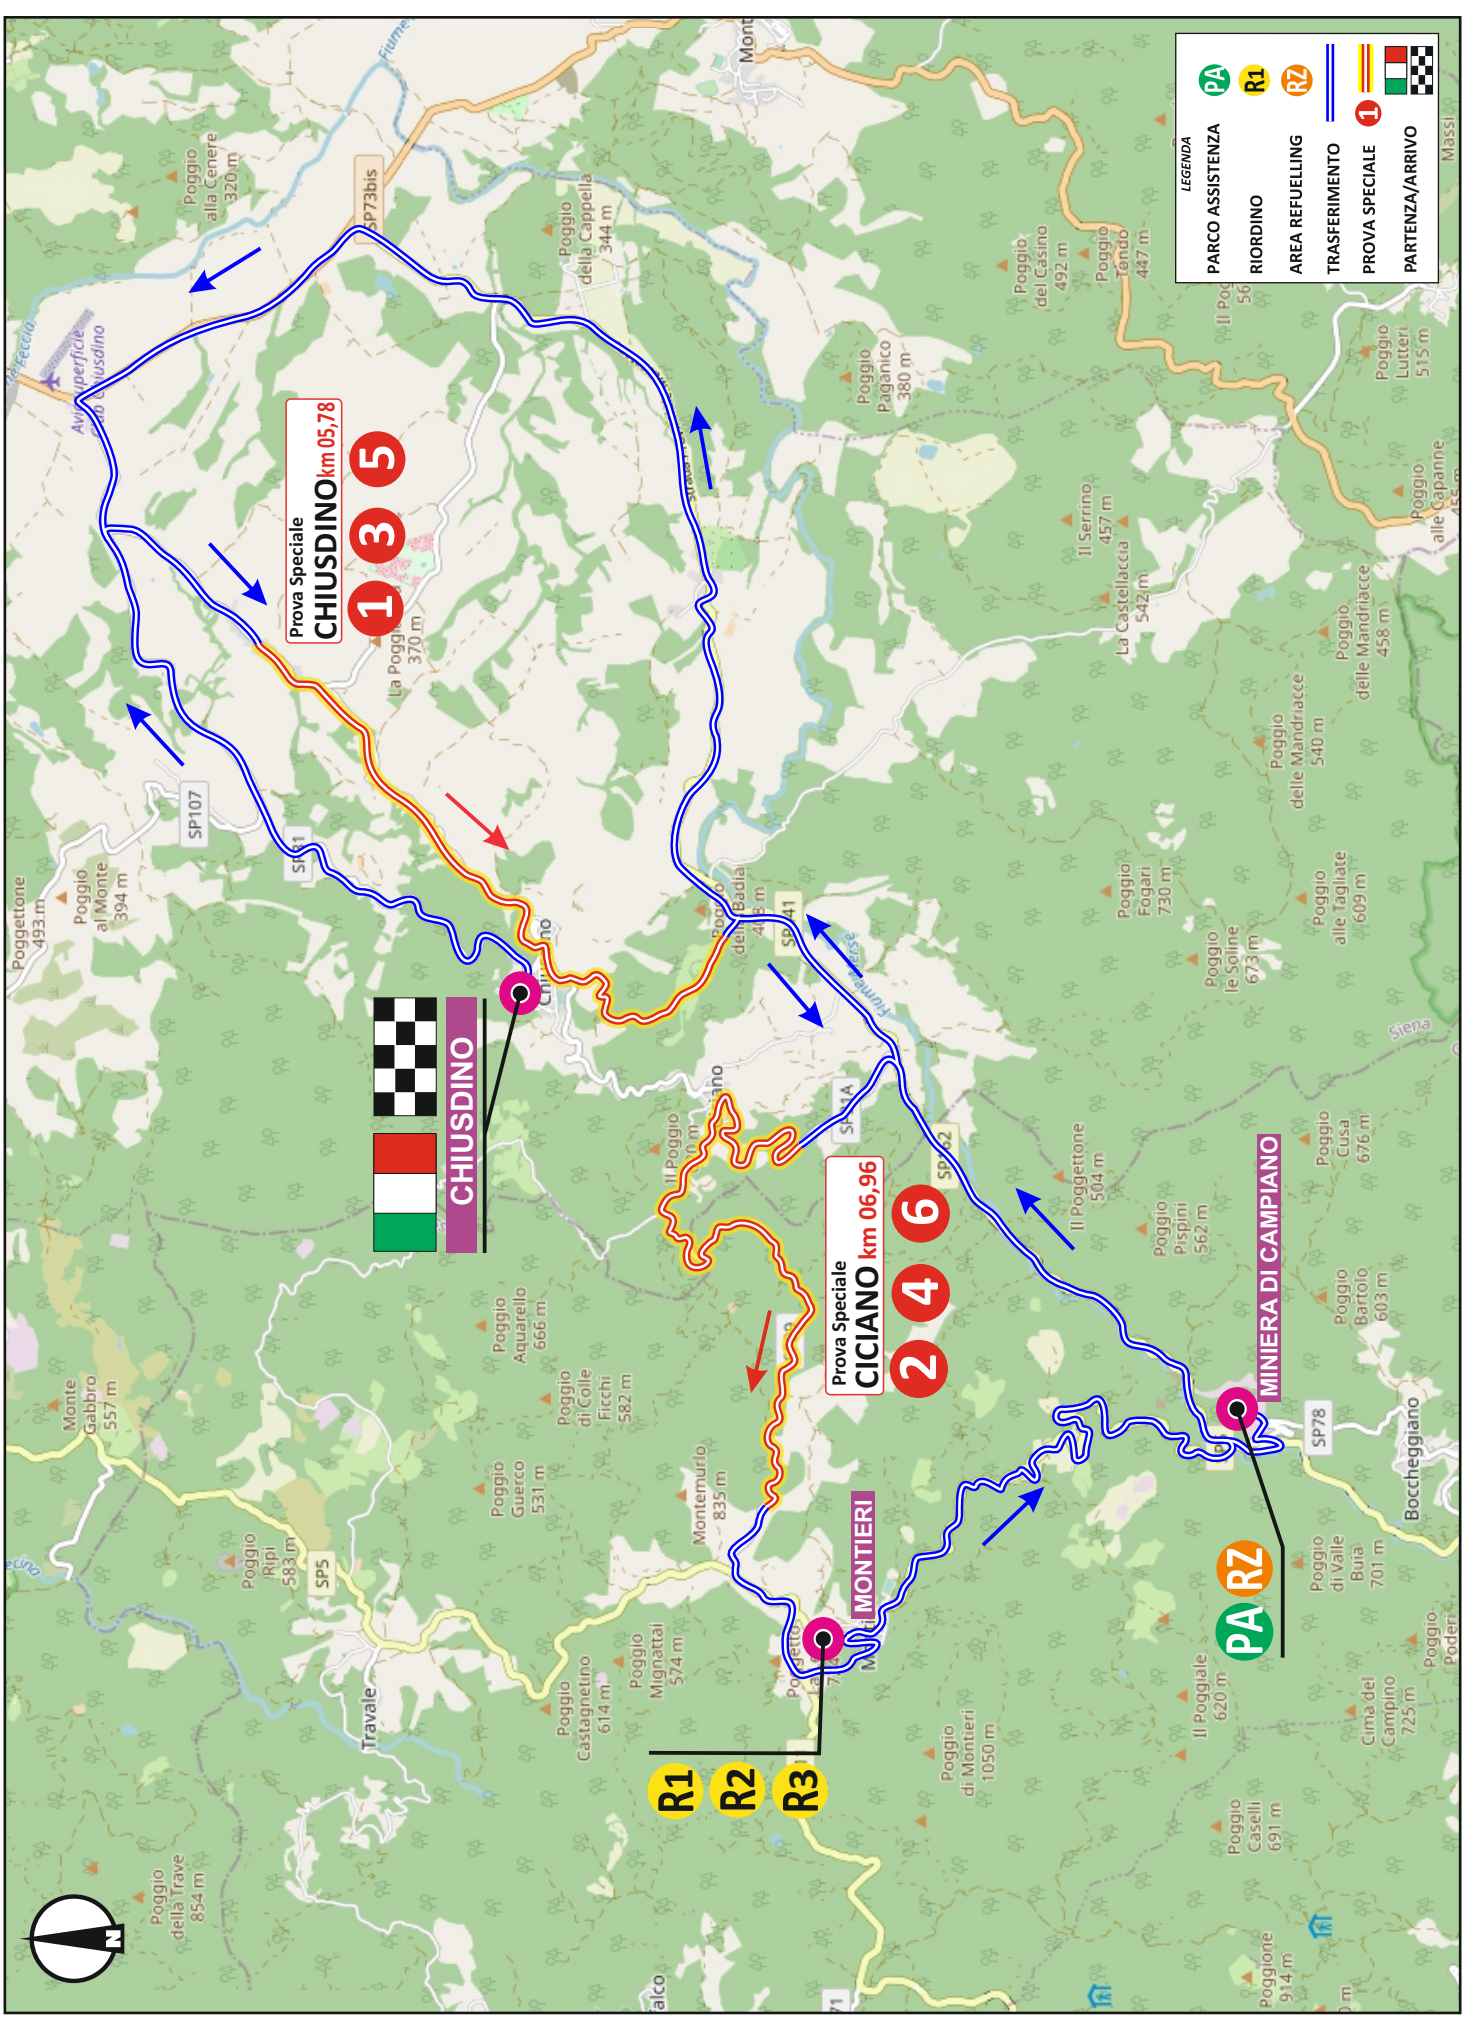 LEGENDA
PARCO ASSISTENZA PA
RIORDINO R1
AREA REFUELLING RZ
TRASFERIMENTO
PROVA SPECIALE 1
PARTENZA/ARRIVO
Prova Speciale
CHIUSDINO km 05,78
1 3 5
CHIUSDINO
Prova Speciale
CICIANO km 06,96
2 4 6
MONTIERI
MINIERA DI CAMPIANO
PA RZ
R1
R2
R3
N
Poggio
della Trave
854 m
Travale
SP5
Poggio
Ripi
583 m
Monte
Gabbro
557 m
Poggettone
493 m
Poggio
al Monte
394 m
SP107
Poggio
alla Cenere
320 m
SP73bis
Fiume
Mont
Poggio
della Cappella
344 m
Poggio
Paganico
380 m
Poggio
del Casino
492 m
Poggio
Tondo
447 m
Poggio
Lutteri
515 m
Massi
Poggio
alle Capanne
Il Serrino
457 m
La Castellaccia
542 m
Poggio
delle Mandriacce
458 m
Poggio
delle Mandriacce
540 m
370 m
Poggio
Fogari
730 m
Poggio
alle Tagliate
609 m
Poggio
le Soline
673 m
Siena
Fiume Merse
Il Poggettone
504 m
Poggio
Pispini
562 m
Poggio
Cusa
676 m
Poggio
Bartolo
603 m
SP78
Boccheggiano
Poggio
di Valle
Buia
701 m
Poggio
Poderi
Poggio
Aquarello
666 m
Poggio
di Colle
Ficchi
582 m
Poggio
Guerco
531 m
Montemurlo
835 m
Poggio
Mignattai
574 m
Poggio
Castagnetino
614 m
Poggio
di Montieri
1050 m
Il Poggiale
620 m
Cima del
Campino
725 m
Poggio
Caselli
691 m
Poggione
914 m
Il Poggio